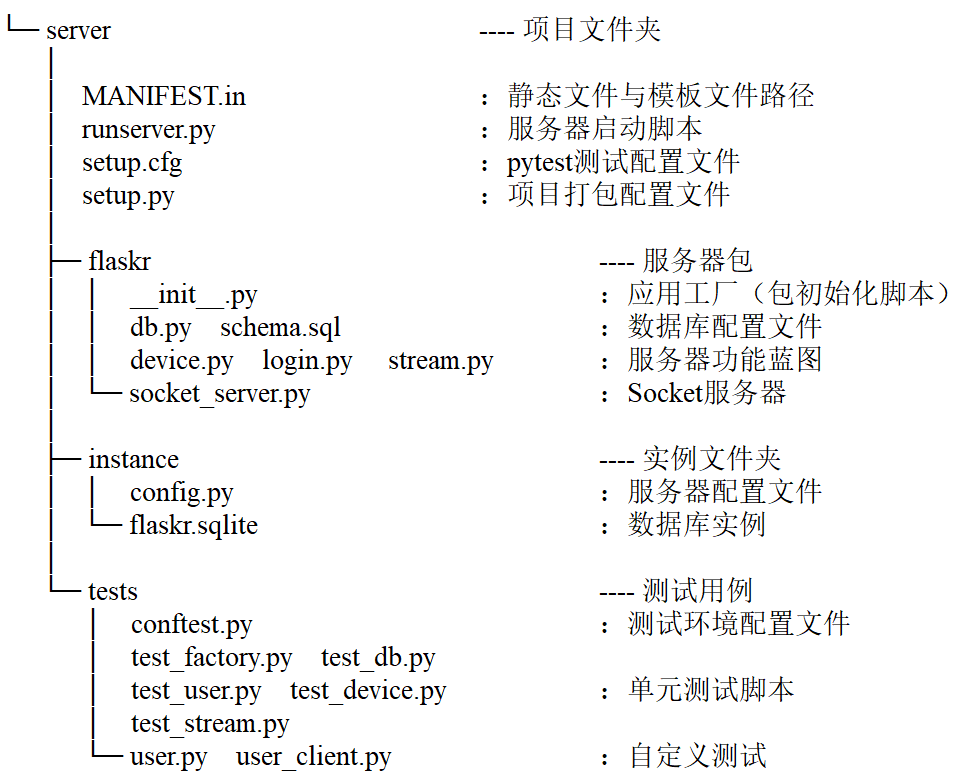 server ---- 项目文件夹
MANIFEST.in : 静态文件与模板文件路径
runserver.py : 服务器启动脚本
setup.cfg : pytest测试配置文件
setup.py : 项目打包配置文件
flaskr ---- 服务器包
__init__.py : 应用工厂（包初始化脚本）
db.py schema.sql : 数据库配置文件
device.py login.py stream.py : 服务器功能蓝图
socket_server.py : Socket服务器
instance ---- 实例文件夹
config.py : 服务器配置文件
flaskr.sqlite : 数据库实例
tests ---- 测试用例
conftest.py : 测试环境配置文件
test_factory.py test_db.py
test_user.py test_device.py : 单元测试脚本
test_stream.py
user.py user_client.py : 自定义测试